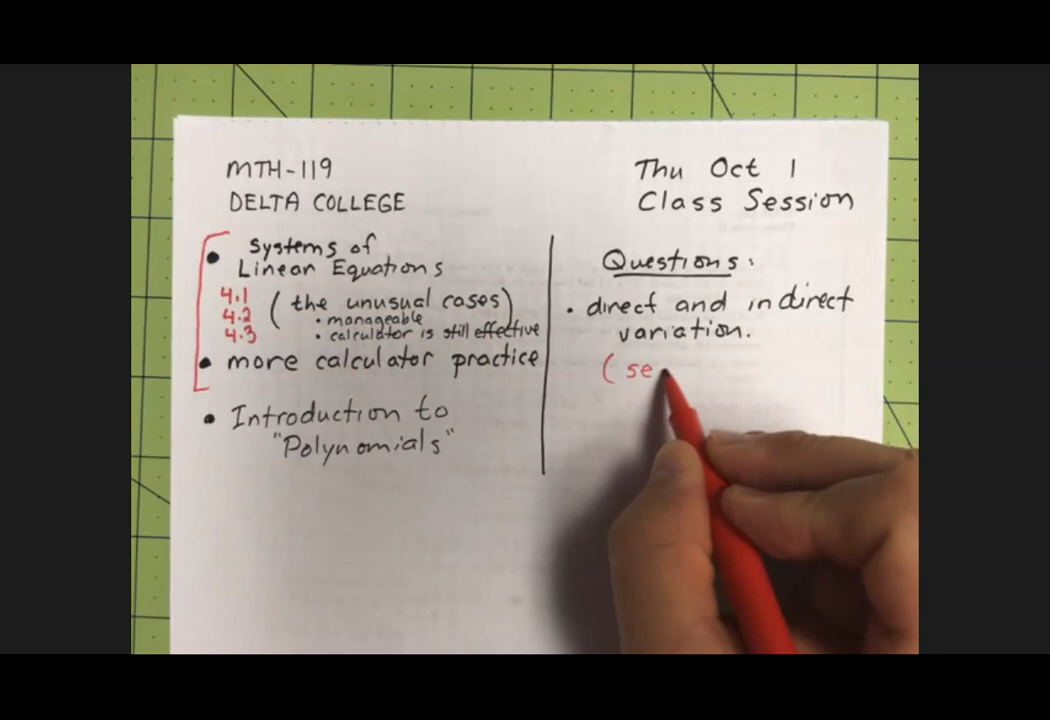 MTH-119
DELTA COLLEGE
Thu Oct 1
Class Session
• Systems of
Linear Equations
4.1
4.2
4.3
(the unusual cases)
• manageable
• calculator is still effective
• more calculator practice
• Introduction to
"Polynomials"
Questions:
• direct and indirect
variation.
(se